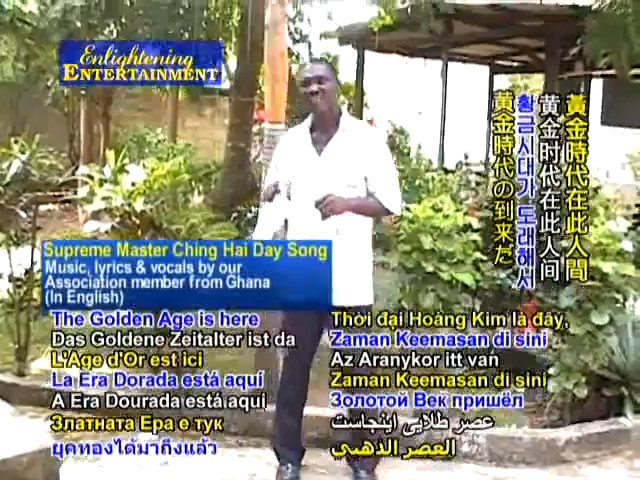 Enlightening
ENTERTAINMENT
黃金時代在此人間
黄金时代在此人间
황금시대가 도래해서
黄金時代の到来だ
Supreme Master Ching Hai Day Song
Music, lyrics & vocals by our
Association member from Ghana
(In English)
The Golden Age is here
Das Goldene Zeitalter ist da
L'Age d'Or est ici
La Era Dorada está aquí
A Era Dourada está aqui
Златната Ера е тук
ยุคทองได้มาถึงแล้ว
Thời đại Hoàng Kim là đây,
Zaman Keemasan di sini
Az Aranykor itt van
Zaman Keemasan di sini
Золотой Век пришёл
عصر طلایی اینجاست
العصر الذهبي